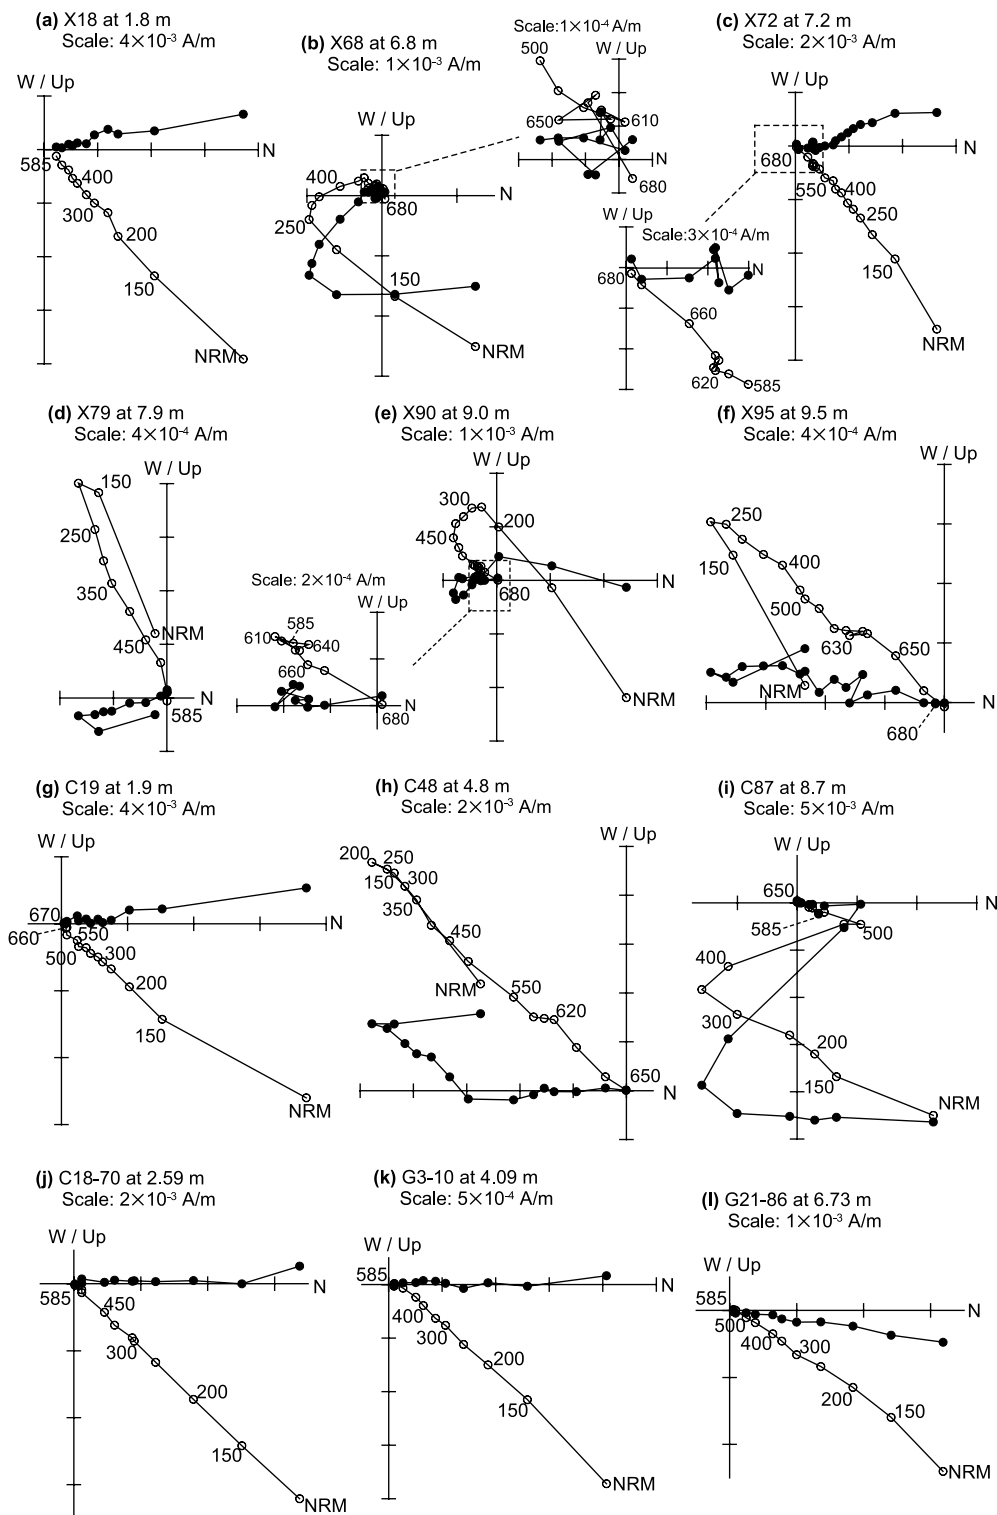 (a) X18 at 1.8 m
Scale: 4×10⁻³ A/m
W / Up
N
585
400
300
200
150
NRM
(b) X68 at 6.8 m
Scale: 1×10⁻³ A/m
W / Up
N
400
250
680
150
NRM
Scale:1×10⁻⁴ A/m
W / Up
500
650
610
N
680
(c) X72 at 7.2 m
Scale: 2×10⁻³ A/m
W / Up
N
680
550
400
250
150
NRM
W / Up
Scale:3×10⁻⁴ A/m
N
680
660
620
585
(d) X79 at 7.9 m
Scale: 4×10⁻⁴ A/m
W / Up
150
250
350
450
NRM
N
585
(e) X90 at 9.0 m
Scale: 1×10⁻³ A/m
W / Up
300
200
450
N
680
NRM
Scale: 2×10⁻⁴ A/m
W / Up
585
610
640
660
N
680
(f) X95 at 9.5 m
Scale: 4×10⁻⁴ A/m
W / Up
250
150
400
500
630
650
NRM
N
680
(g) C19 at 1.9 m
Scale: 4×10⁻³ A/m
W / Up
670
N
660
550
500
300
200
150
NRM
(h) C48 at 4.8 m
Scale: 2×10⁻³ A/m
W / Up
200
250
150
300
350
450
NRM
550
620
650
N
(i) C87 at 8.7 m
Scale: 5×10⁻³ A/m
W / Up
650
N
585
500
400
300
200
150
NRM
(j) C18-70 at 2.59 m
Scale: 2×10⁻³ A/m
W / Up
N
585
450
300
200
150
NRM
(k) G3-10 at 4.09 m
Scale: 5×10⁻⁴ A/m
W / Up
585
N
400
300
200
150
NRM
(l) G21-86 at 6.73 m
Scale: 1×10⁻³ A/m
W / Up
585
N
500
400
300
200
150
NRM